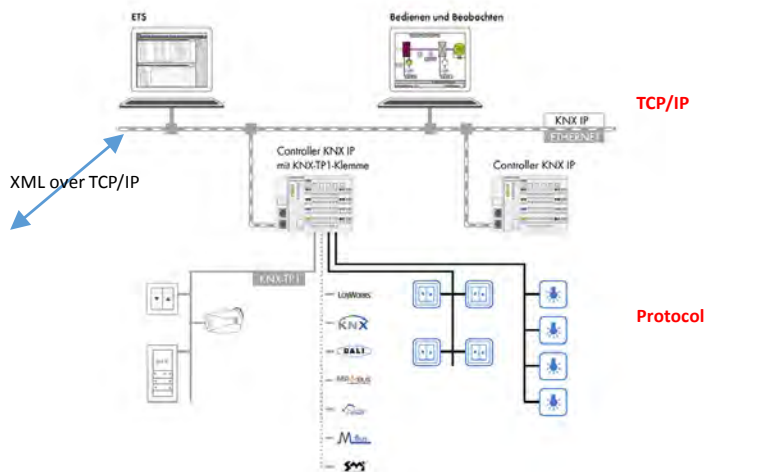 ETS
Bedienen und Beobachten
TCP/IP
KNX IP
ETHERNET
Controller KNX IP
mit KNX-TP1-Klemme
Controller KNX IP
XML over TCP/IP
KNX-TP1
LonWorks
KNX
DALI
Protocol
M-Bus
SMS